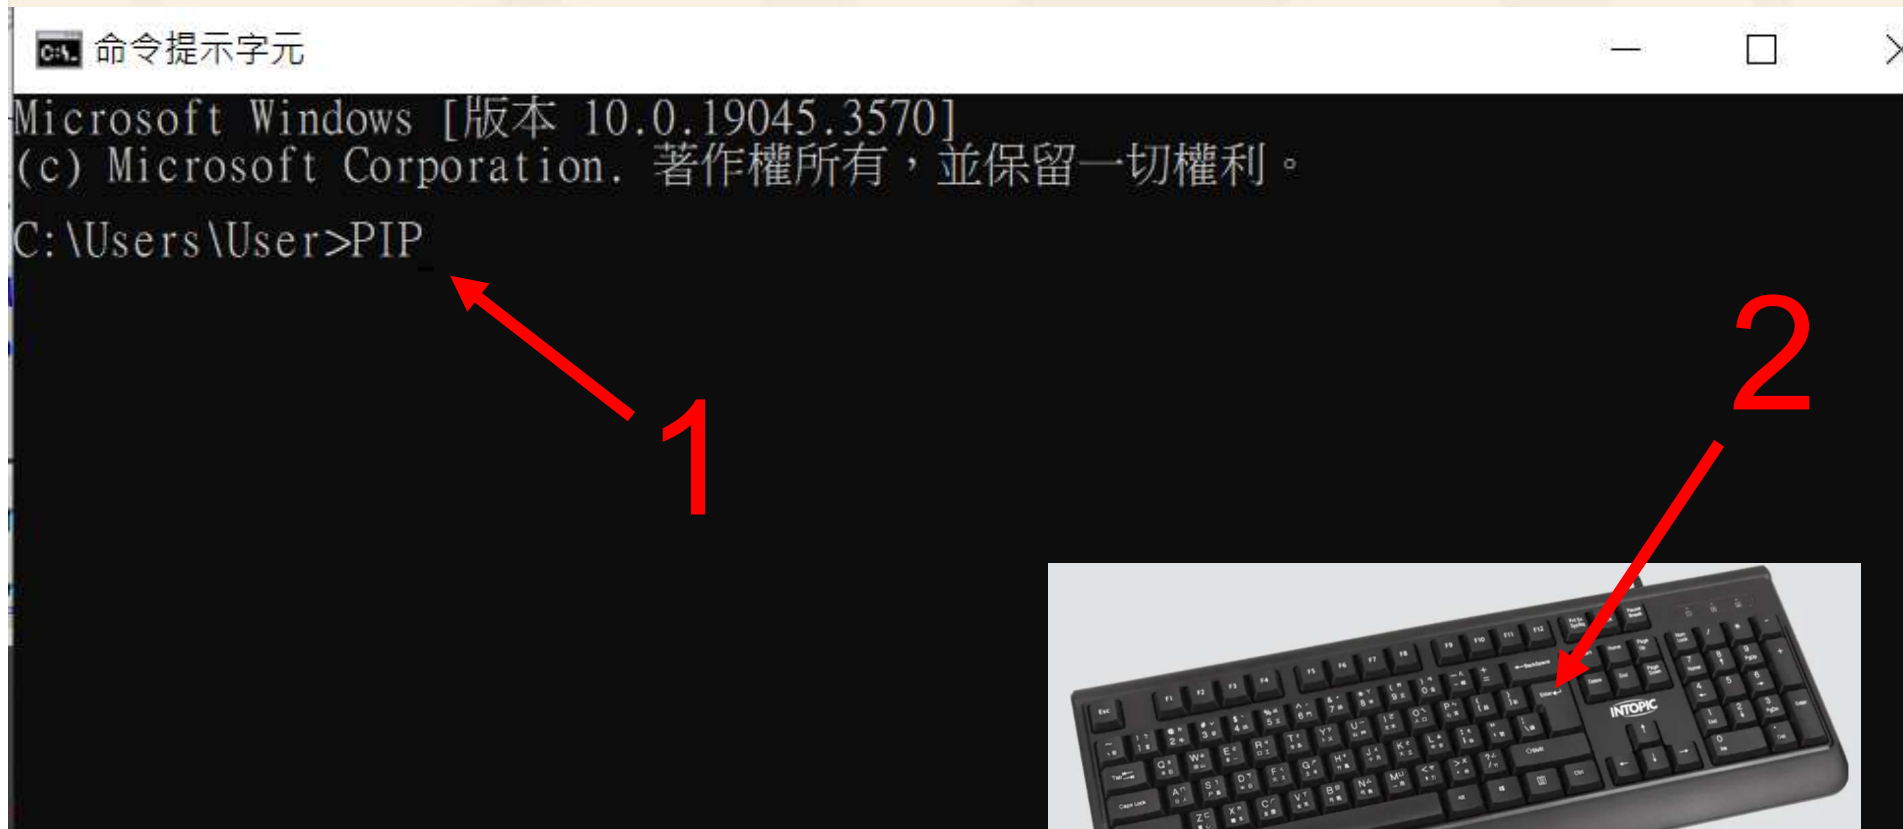 命令提示字元
Microsoft Windows [版本 10.0.19045.3570]
(c) Microsoft Corporation. 著作權所有，並保留一切權利。
C:\Users\User>PIP
1
2
INTOPIC